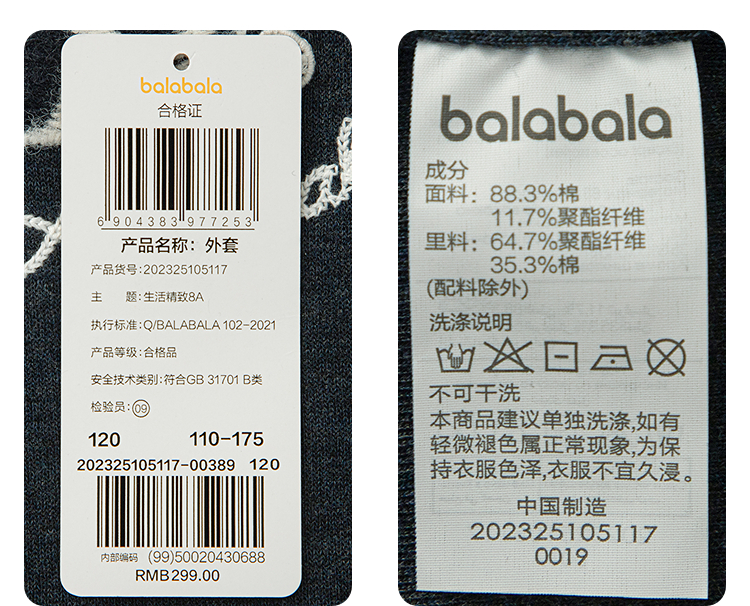 balabala
合格证
6 904383 977253
产品名称：外套
产品货号:202325105117
主 题:生活精致8A
执行标准:Q/BALABALA 102-2021
产品等级:合格品
安全技术类别:符合GB 31701 B类
检验员:09
120 110-175
202325105117-00389 120
内部编码 (99)50020430688
RMB299.00
balabala
成分
面料：88.3%棉
11.7%聚酯纤维
里料：64.7%聚酯纤维
35.3%棉
(配料除外)
洗涤说明
不可干洗
本商品建议单独洗涤,如有
轻微褪色属正常现象,为保
持衣服色泽,衣服不宜久浸。
中国制造
202325105117
0019